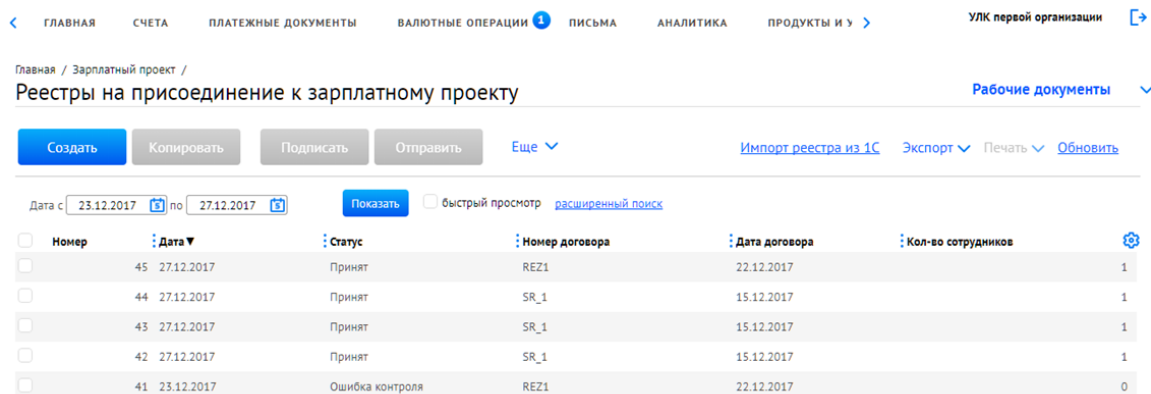 ГЛАВНАЯ СЧЕТА ПЛАТЕЖНЫЕ ДОКУМЕНТЫ ВАЛЮТНЫЕ ОПЕРАЦИИ 1 ПИСЬМА АНАЛИТИКА ПРОДУКТЫ И У УЛК первой организации
Главная / Зарплатный проект /
Реестры на присоединение к зарплатному проекту Рабочие документы
Создать Копировать Подписать Отправить Еще Импорт реестра из 1С Экспорт Печать Обновить
Дата с 23.12.2017 5 по 27.12.2017 5 Показать быстрый просмотр расширенный поиск
Номер Дата▼ Статус Номер договора Дата договора Кол-во сотрудников
45 27.12.2017 Принят REZ1 22.12.2017 1
44 27.12.2017 Принят SR_1 15.12.2017 1
43 27.12.2017 Принят SR_1 15.12.2017 1
42 27.12.2017 Принят SR_1 15.12.2017 1
41 23.12.2017 Ошибка контроля REZ1 22.12.2017 0